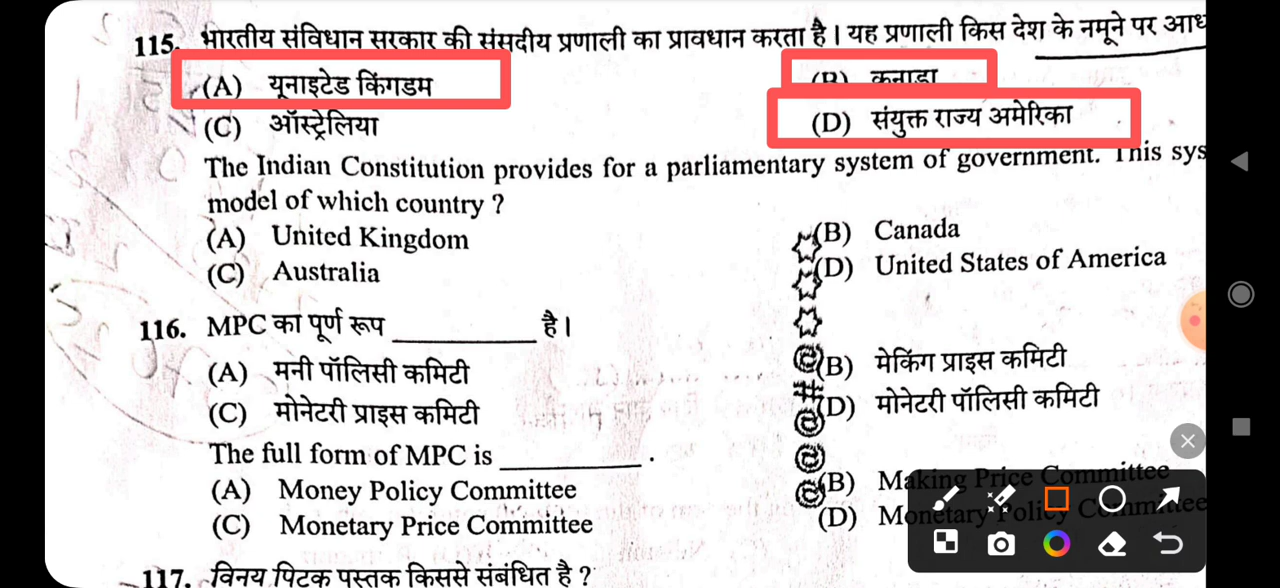 115. भारतीय संविधान सरकार की संसदीय प्रणाली का प्रावधान करता है। यह प्रणाली किस देश के नमूने पर आध
(A) यूनाइटेड किंगडम (B) कनाडा
(C) ऑस्ट्रेलिया (D) संयुक्त राज्य अमेरिका
The Indian Constitution provides for a parliamentary system of government. This sys
model of which country ?
(A) United Kingdom (B) Canada
(C) Australia (D) United States of America
116. MPC का पूर्ण रूप __________ है।
(A) मनी पॉलिसी कमिटी (B) मेकिंग प्राइस कमिटी
(C) मोनेटरी प्राइस कमिटी (D) मोनेटरी पॉलिसी कमिटी
The full form of MPC is __________ .
(A) Money Policy Committee (B) Making Price Committee
(C) Monetary Price Committee (D) Monetary Policy Committee
117. विनय पिटक पुस्तक किससे संबंधित है ?